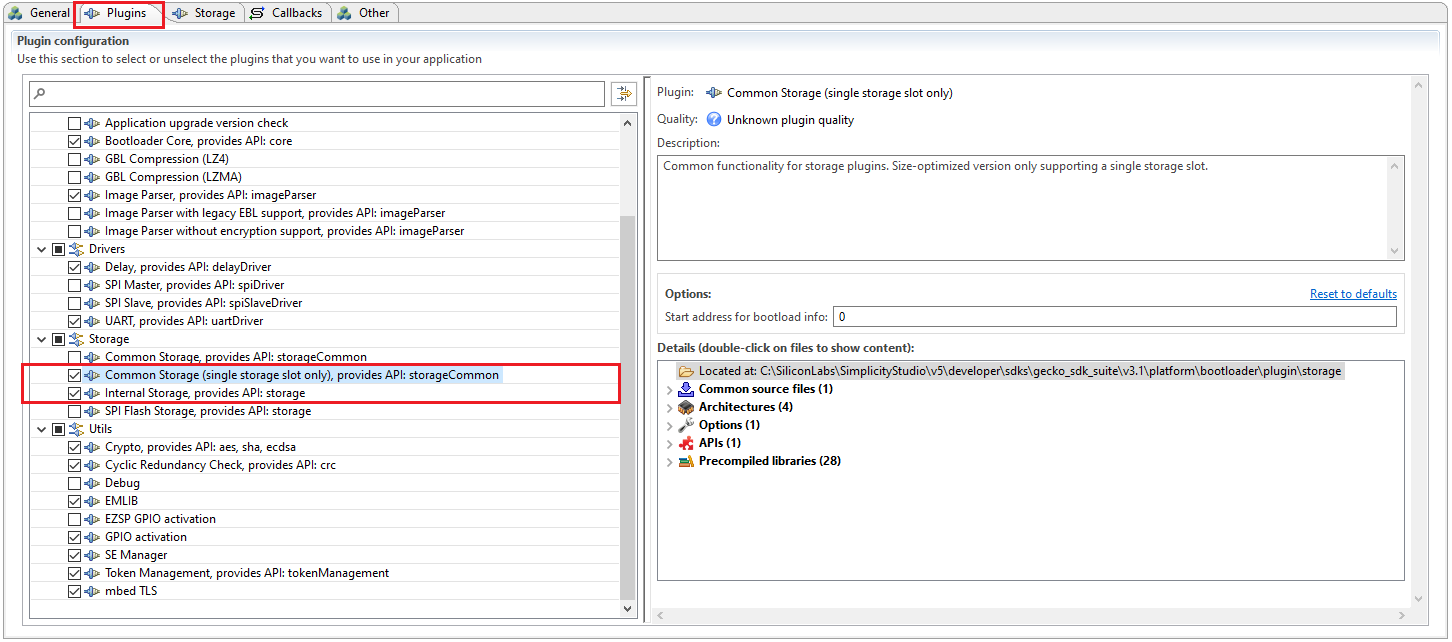 General Plugins Storage Callbacks Other
Plugin configuration
Use this section to select or unselect the plugins that you want to use in your application
Application upgrade version check
Bootloader Core, provides API: core
GBL Compression (LZ4)
GBL Compression (LZMA)
Image Parser, provides API: imageParser
Image Parser with legacy EBL support, provides API: imageParser
Image Parser without encryption support, provides API: imageParser
Drivers
Delay, provides API: delayDriver
SPI Master, provides API: spiDriver
SPI Slave, provides API: spiSlaveDriver
UART, provides API: uartDriver
Storage
Common Storage, provides API: storageCommon
Common Storage (single storage slot only), provides API: storageCommon
Internal Storage, provides API: storage
SPI Flash Storage, provides API: storage
Utils
Crypto, provides API: aes, sha, ecdsa
Cyclic Redundancy Check, provides API: crc
Debug
EMLIB
EZSP GPIO activation
GPIO activation
SE Manager
Token Management, provides API: tokenManagement
mbed TLS
Plugin: Common Storage (single storage slot only)
Quality: Unknown plugin quality
Description:
Common functionality for storage plugins. Size-optimized version only supporting a single storage slot.
Options: Reset to defaults
Start address for bootload info: 0
Details (double-click on files to show content):
Located at: C:\SiliconLabs\SimplicityStudio\v5\developer\sdks\gecko_sdk_suite\v3.1\platform\bootloader\plugin\storage
Common source files (1)
Architectures (4)
Options (1)
APIs (1)
Precompiled libraries (28)